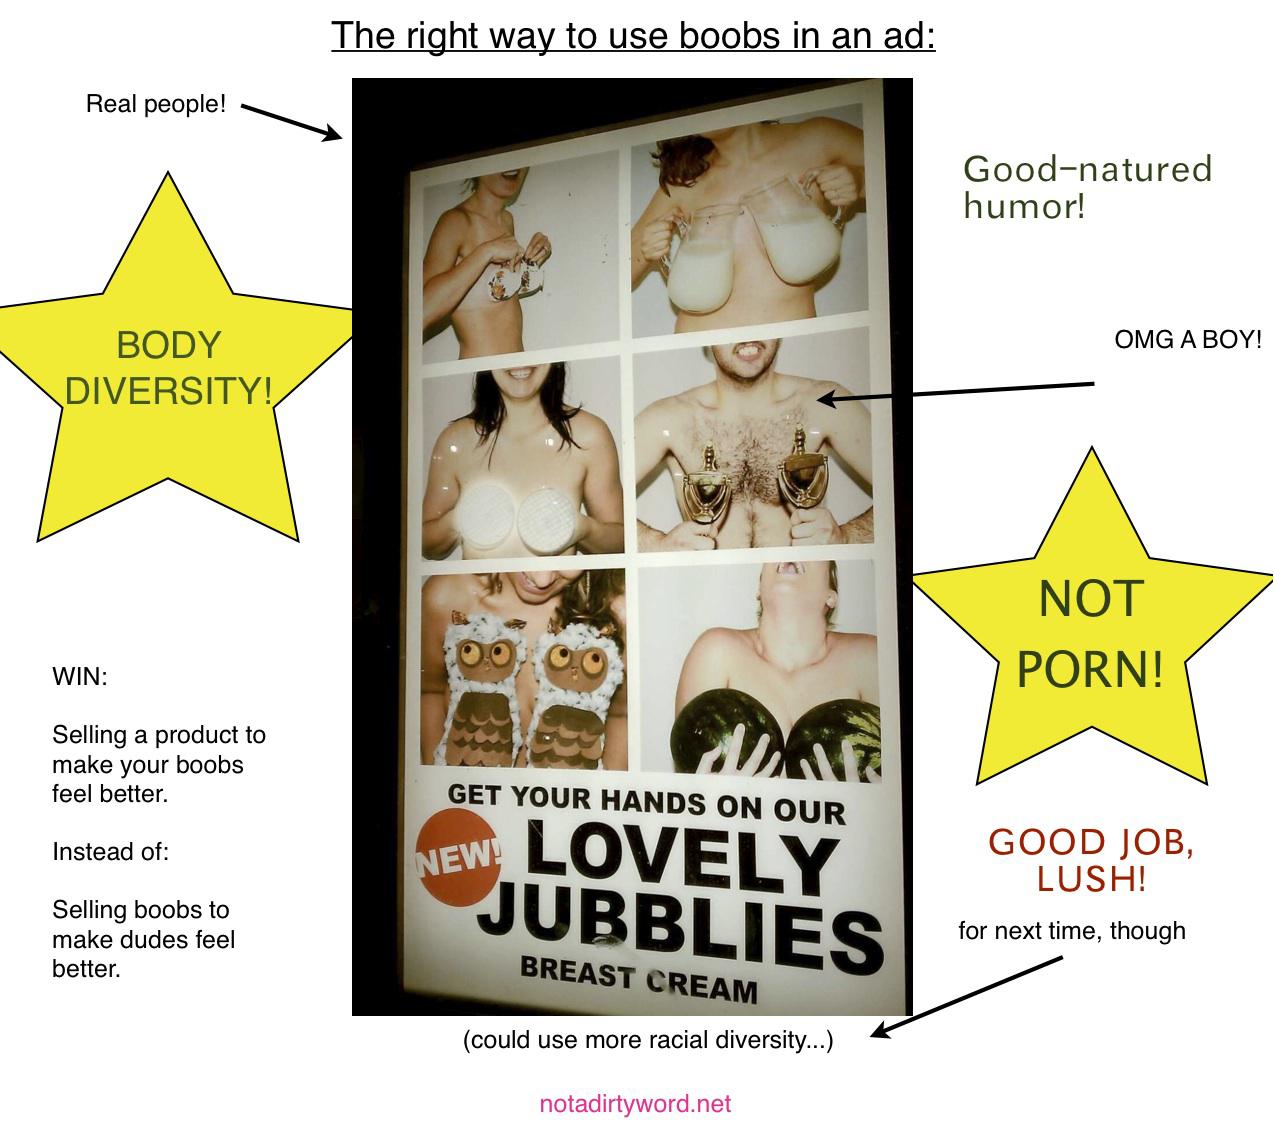 The right way to use boobs in an ad:
Real people!
Good-natured
humor!
BODY
DIVERSITY!
OMG A BOY!
NOT
PORN!
WIN:
Selling a product to
make your boobs
feel better.
Instead of:
Selling boobs to
make dudes feel
better.
GET YOUR HANDS ON OUR
NEW!
LOVELY
JUBBLIES
BREAST CREAM
GOOD JOB,
LUSH!
for next time, though
(could use more racial diversity...)
notadirtyword.net